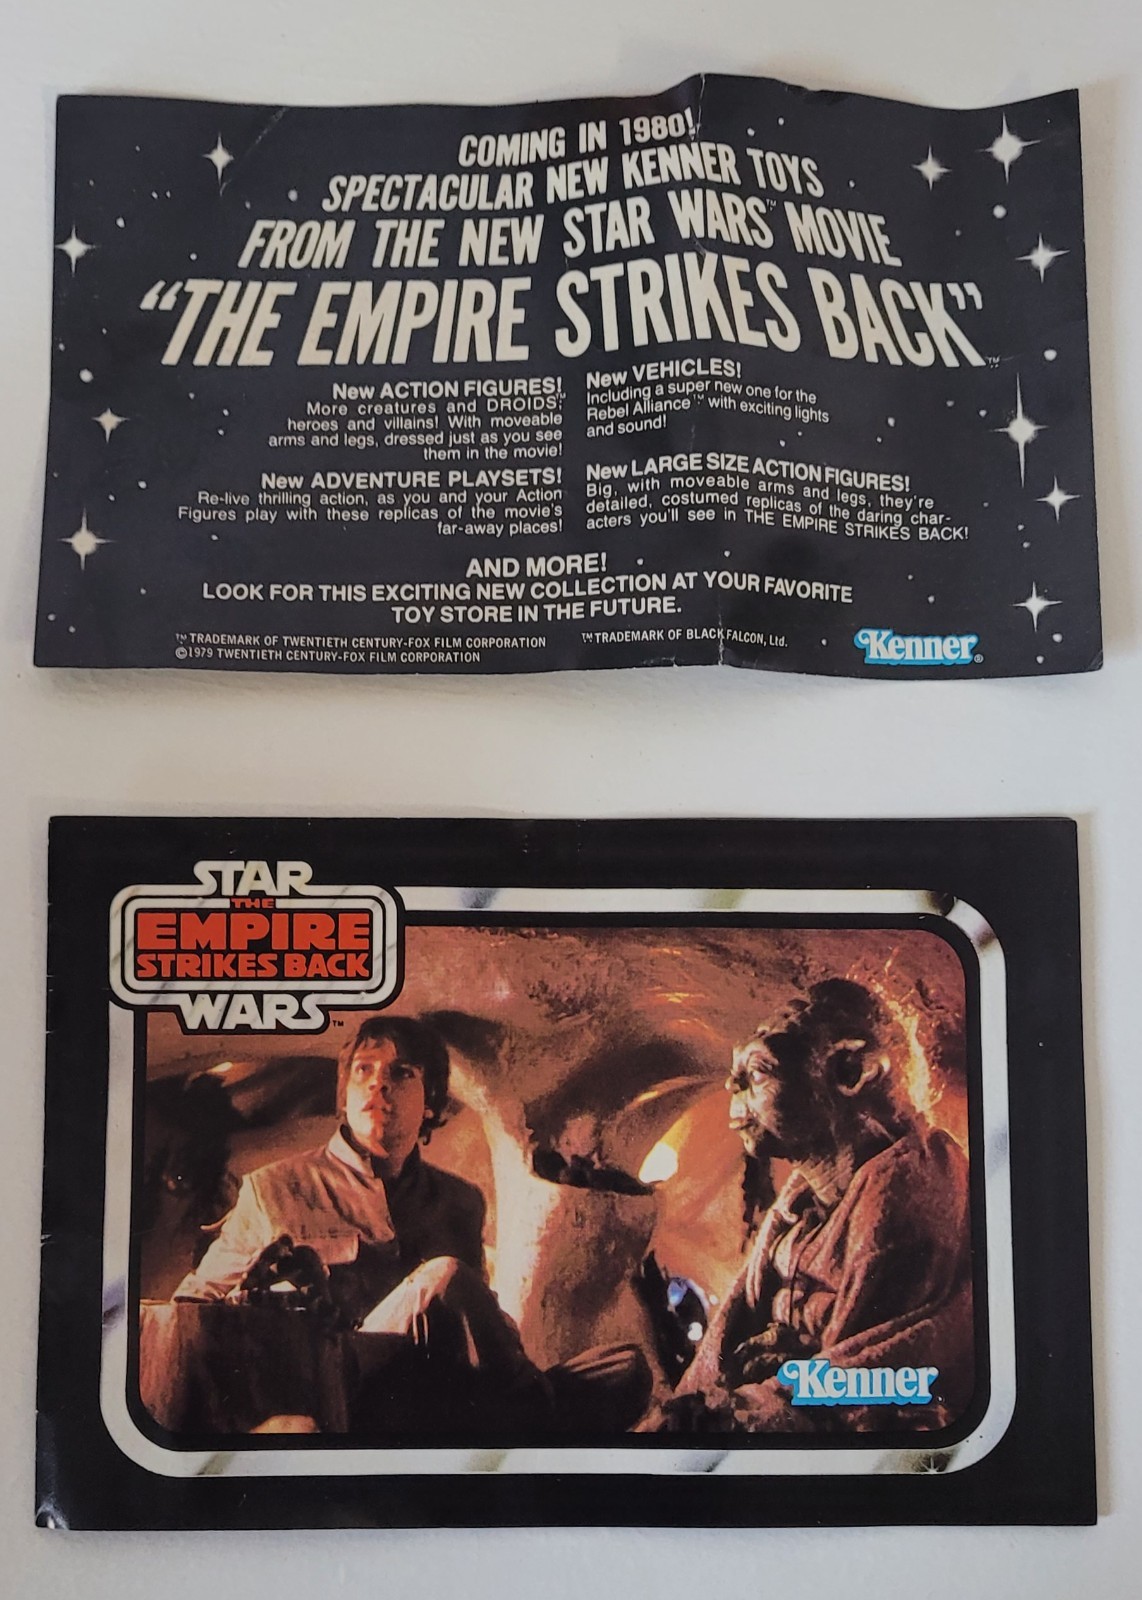 COMING IN 1980!
SPECTACULAR NEW KENNER TOYS
FROM THE NEW STAR WARS™ MOVIE
“THE EMPIRE STRIKES BACK”™
New ACTION FIGURES!
More creatures and DROIDS™,
heroes and villains! With moveable
arms and legs, dressed just as you see
them in the movie!
New VEHICLES!
Including a super new one for the
Rebel Alliance™ with exciting lights
and sound!
New ADVENTURE PLAYSETS!
Re-live thrilling action, as you and your Action
Figures play with these replicas of the movie's
far-away places!
New LARGE SIZE ACTION FIGURES!
Big, with moveable arms and legs, they're
detailed, costumed replicas of the daring char-
acters you'll see in THE EMPIRE STRIKES BACK!
AND MORE!
LOOK FOR THIS EXCITING NEW COLLECTION AT YOUR FAVORITE
TOY STORE IN THE FUTURE.
™TRADEMARK OF TWENTIETH CENTURY-FOX FILM CORPORATION
©1979 TWENTIETH CENTURY-FOX FILM CORPORATION
™TRADEMARK OF BLACK FALCON, Ltd.
Kenner®
STAR
THE
EMPIRE
STRIKES BACK
WARS™
Kenner